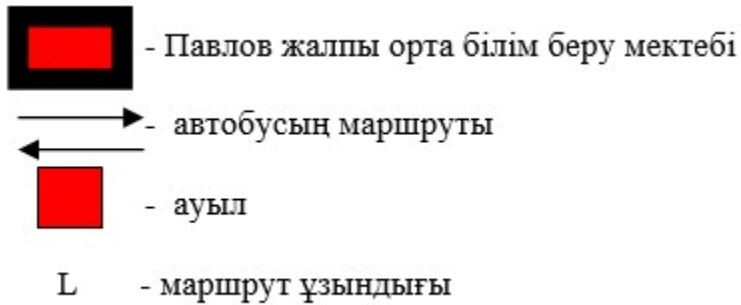 - Павлов жалпы орта білім беру мектебі
- автобусың маршруты
- ауыл
L - маршрут ұзындығы